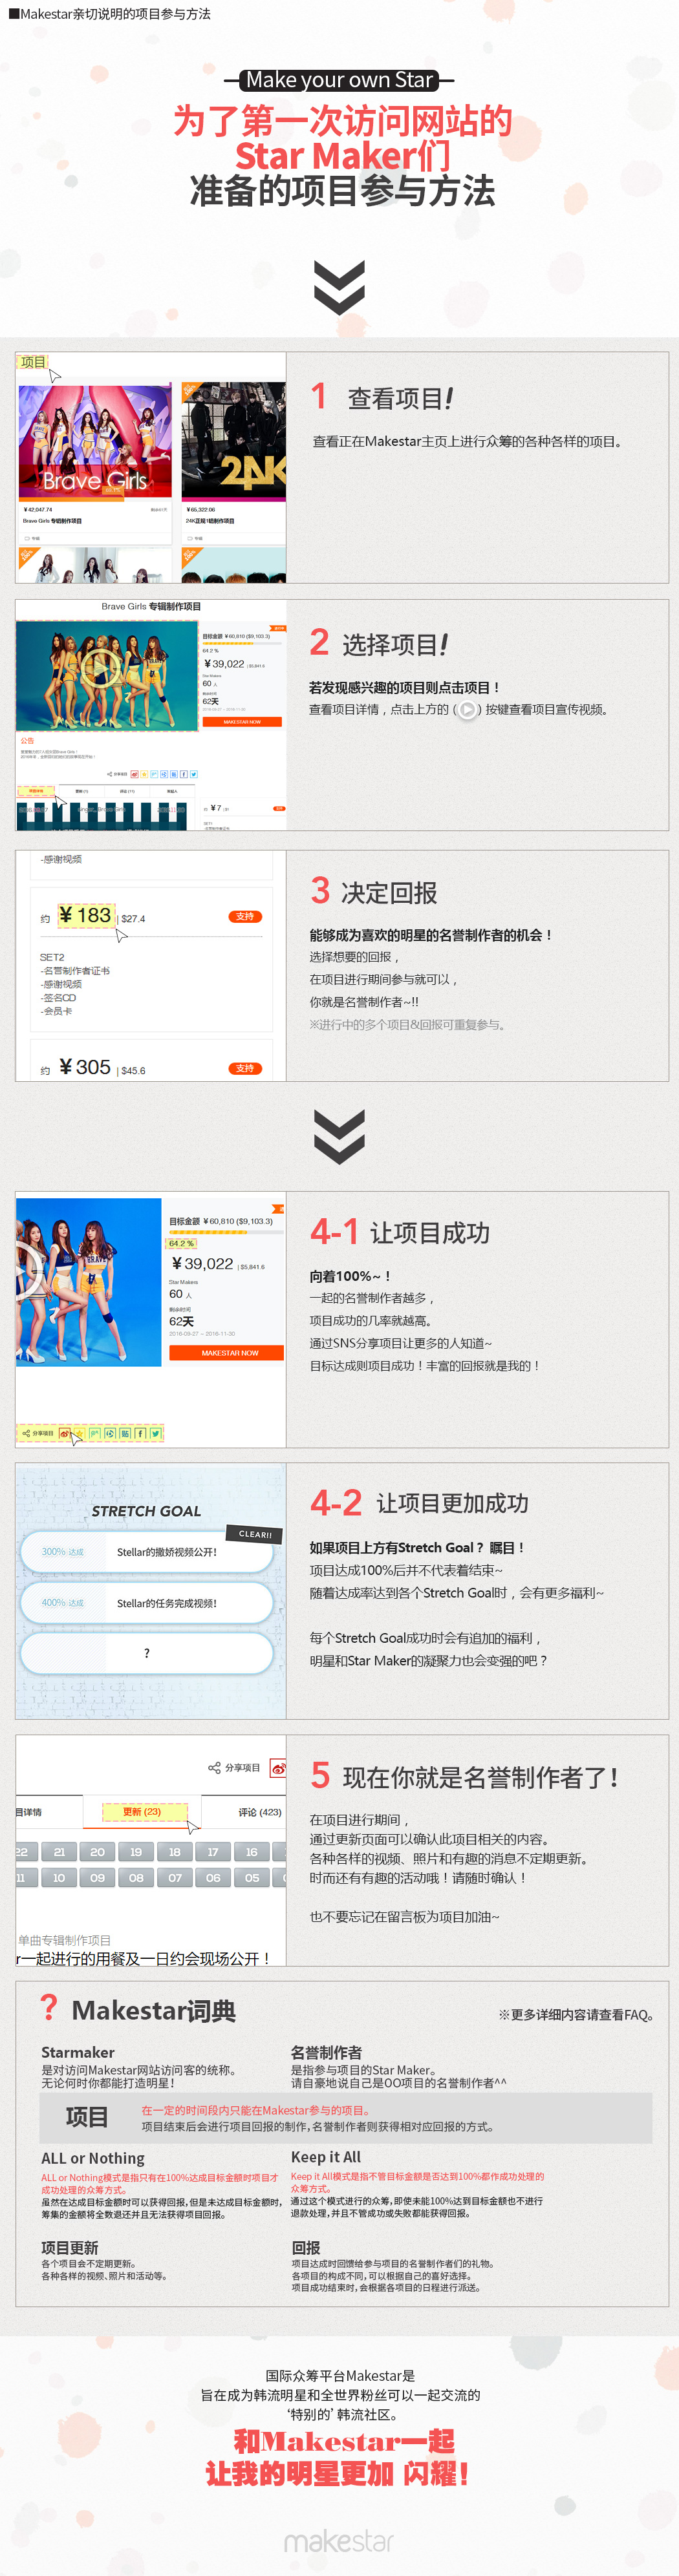 ■Makestar亲切说明的项目参与方法
Make your own Star
为了第一次访问网站的
Star Maker们
准备的项目参与方法
项目
Brave Girls
24K
¥42,047.74
Brave Girls 专辑制作项目
¥65,322.06
24K正规1辑制作项目
1 查看项目!
查看正在Makestar主页上进行众筹的各种各样的项目。
Brave Girls 专辑制作项目
目标金额 ¥60,810 ($9,103.3)
64.2 %
¥39,022 | $5,841.6
Star Makers
60 人
剩余时间
62天
2016-09-27 ~ 2016-11-30
MAKESTAR NOW
公告
分享项目
¥7
2 选择项目!
若发现感兴趣的项目则点击项目！
查看项目详情，点击上方的 ( ) 按键查看项目宣传视频。
-感谢视频
约 ¥ 183 | $27.4
支持
SET2
-名誉制作者证书
-感谢视频
-签名CD
-会员卡
约 ¥ 305 | $45.6
支持
3 决定回报
能够成为喜欢的明星的名誉制作者的机会！
选择想要的回报，
在项目进行期间参与就可以，
你就是名誉制作者~!!
※进行中的多个项目&回报可重复参与。
目标金额 ¥60,810 ($9,103.3)
64.2 %
¥39,022 | $5,841.6
Star Makers
60 人
剩余时间
62天
2016-09-27 ~ 2016-11-30
MAKESTAR NOW
分享项目
4-1 让项目成功
向着100%~！
一起的名誉制作者越多，
项目成功的几率就越高。
通过SNS分享项目让更多的人知道~
目标达成则项目成功！丰富的回报就是我的！
STRETCH GOAL
CLEAR!!
300% 达成 Stellar的撒娇视频公开!
400% 达成 Stellar的任务完成视频!
?
4-2 让项目更加成功
如果项目上方有Stretch Goal？ 瞩目！
项目达成100%后并不代表着结束~
随着达成率达到各个Stretch Goal时，会有更多福利~
每个Stretch Goal成功时会有追加的福利，
明星和Star Maker的凝聚力也会变强的吧？
分享项目
目详情 更新 (23) 评论 (423)
22 21 20 19 18 17 16
11 10 09 08 07 06 05
单曲专辑制作项目
r一起进行的用餐及一日约会现场公开！
5 现在你就是名誉制作者了!
在项目进行期间，
通过更新页面可以确认此项目相关的内容。
各种各样的视频、照片和有趣的消息不定期更新。
时而还有有趣的活动哦！请随时确认！
也不要忘记在留言板为项目加油~
? Makestar词典
※更多详细内容请查看FAQ。
Starmaker
是对访问Makestar网站访问客的统称。
无论何时你都能打造明星!
名誉制作者
是指参与项目的Star Maker。
请自豪地说自己是OO项目的名誉制作者^^
项目
在一定的时间段内只能在Makestar参与的项目。
项目结束后会进行项目回报的制作，名誉制作者则获得相对应回报的方式。
ALL or Nothing
ALL or Nothing模式是指只有在100%达成目标金额时项目才
成功处理的众筹方式。
虽然在达成目标金额时可以获得回报，但是未达成目标金额时，
筹集的金额将全数退还并且无法获得项目回报。
Keep it All
Keep it All模式是指不管目标金额是否达到100%都作成功处理的
众筹方式。
通过这个模式进行的众筹，即使未能100%达到目标金额也不进行
退款处理，并且不管成功或失败都能获得回报。
项目更新
各个项目会不定期更新。
各种各样的视频、照片和活动等。
回报
项目达成时回馈给参与项目的名誉制作者们的礼物。
各项目的构成不同，可以根据自己的喜好选择。
项目成功结束时，会根据各项目的日程进行派送。
国际众筹平台Makestar是
旨在成为韩流明星和全世界粉丝可以一起交流的
‘特别的’韩流社区。
和Makestar一起
让我的明星更加 闪耀!
makestar